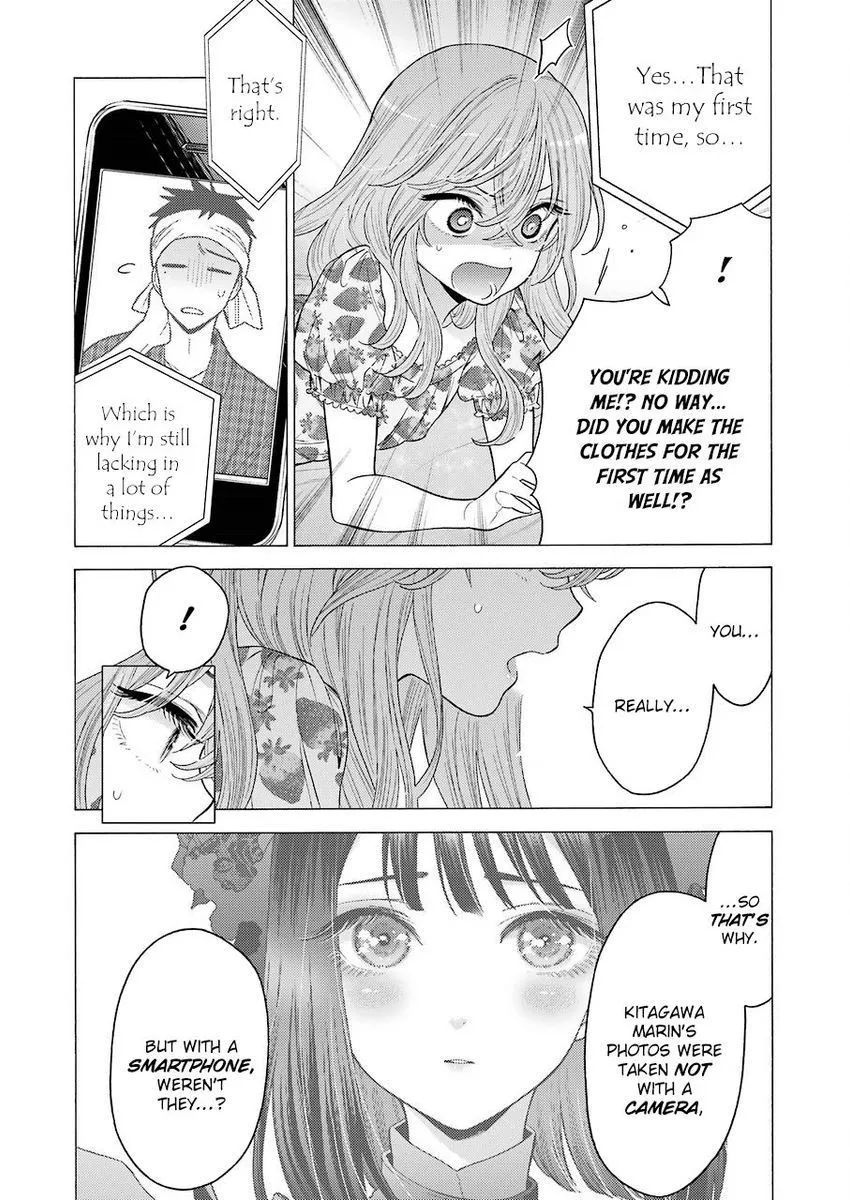 Yes...That
was my first
time, so...
!
YOU'RE KIDDING
ME!? NO WAY...
DID YOU MAKE THE
CLOTHES FOR THE
FIRST TIME AS
WELL!?
That's
right.
Which is
why I'm still
lacking in
a lot of
things...
YOU...
REALLY...
!
...SO
THAT'S
WHY.
KITAGAWA
MARIN'S
PHOTOS WERE
TAKEN NOT
WITH A
CAMERA,
BUT WITH A
SMARTPHONE,
WEREN'T
THEY...?